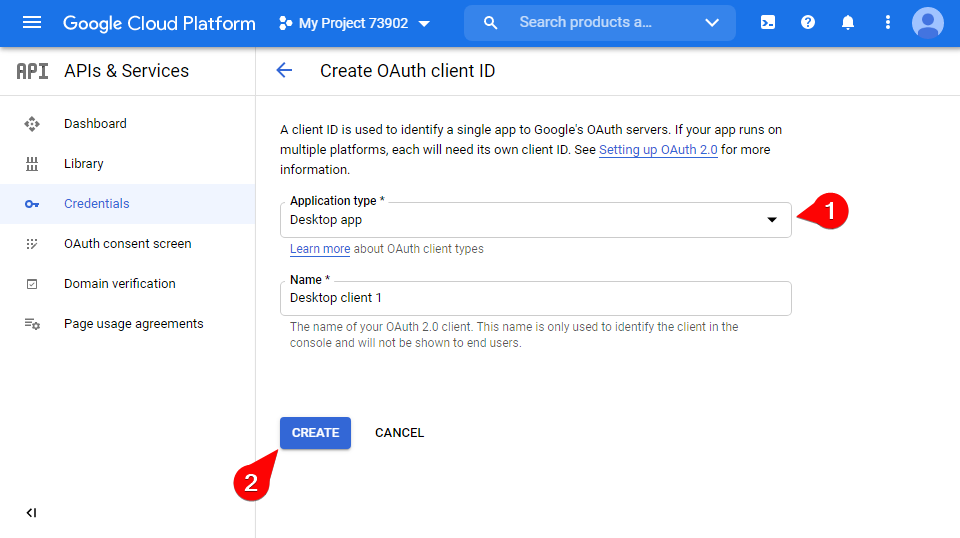 Google Cloud Platform
My Project 73902
Search products a...
API
APIs & Services
Create OAuth client ID
Dashboard
Library
Credentials
OAuth consent screen
Domain verification
Page usage agreements
A client ID is used to identify a single app to Google's OAuth servers. If your app runs on
multiple platforms, each will need its own client ID. See Setting up OAuth 2.0 for more
information.
Application type *
Desktop app
1
Learn more about OAuth client types
Name *
Desktop client 1
The name of your OAuth 2.0 client. This name is only used to identify the client in the
console and will not be shown to end users.
CREATE
CANCEL
2